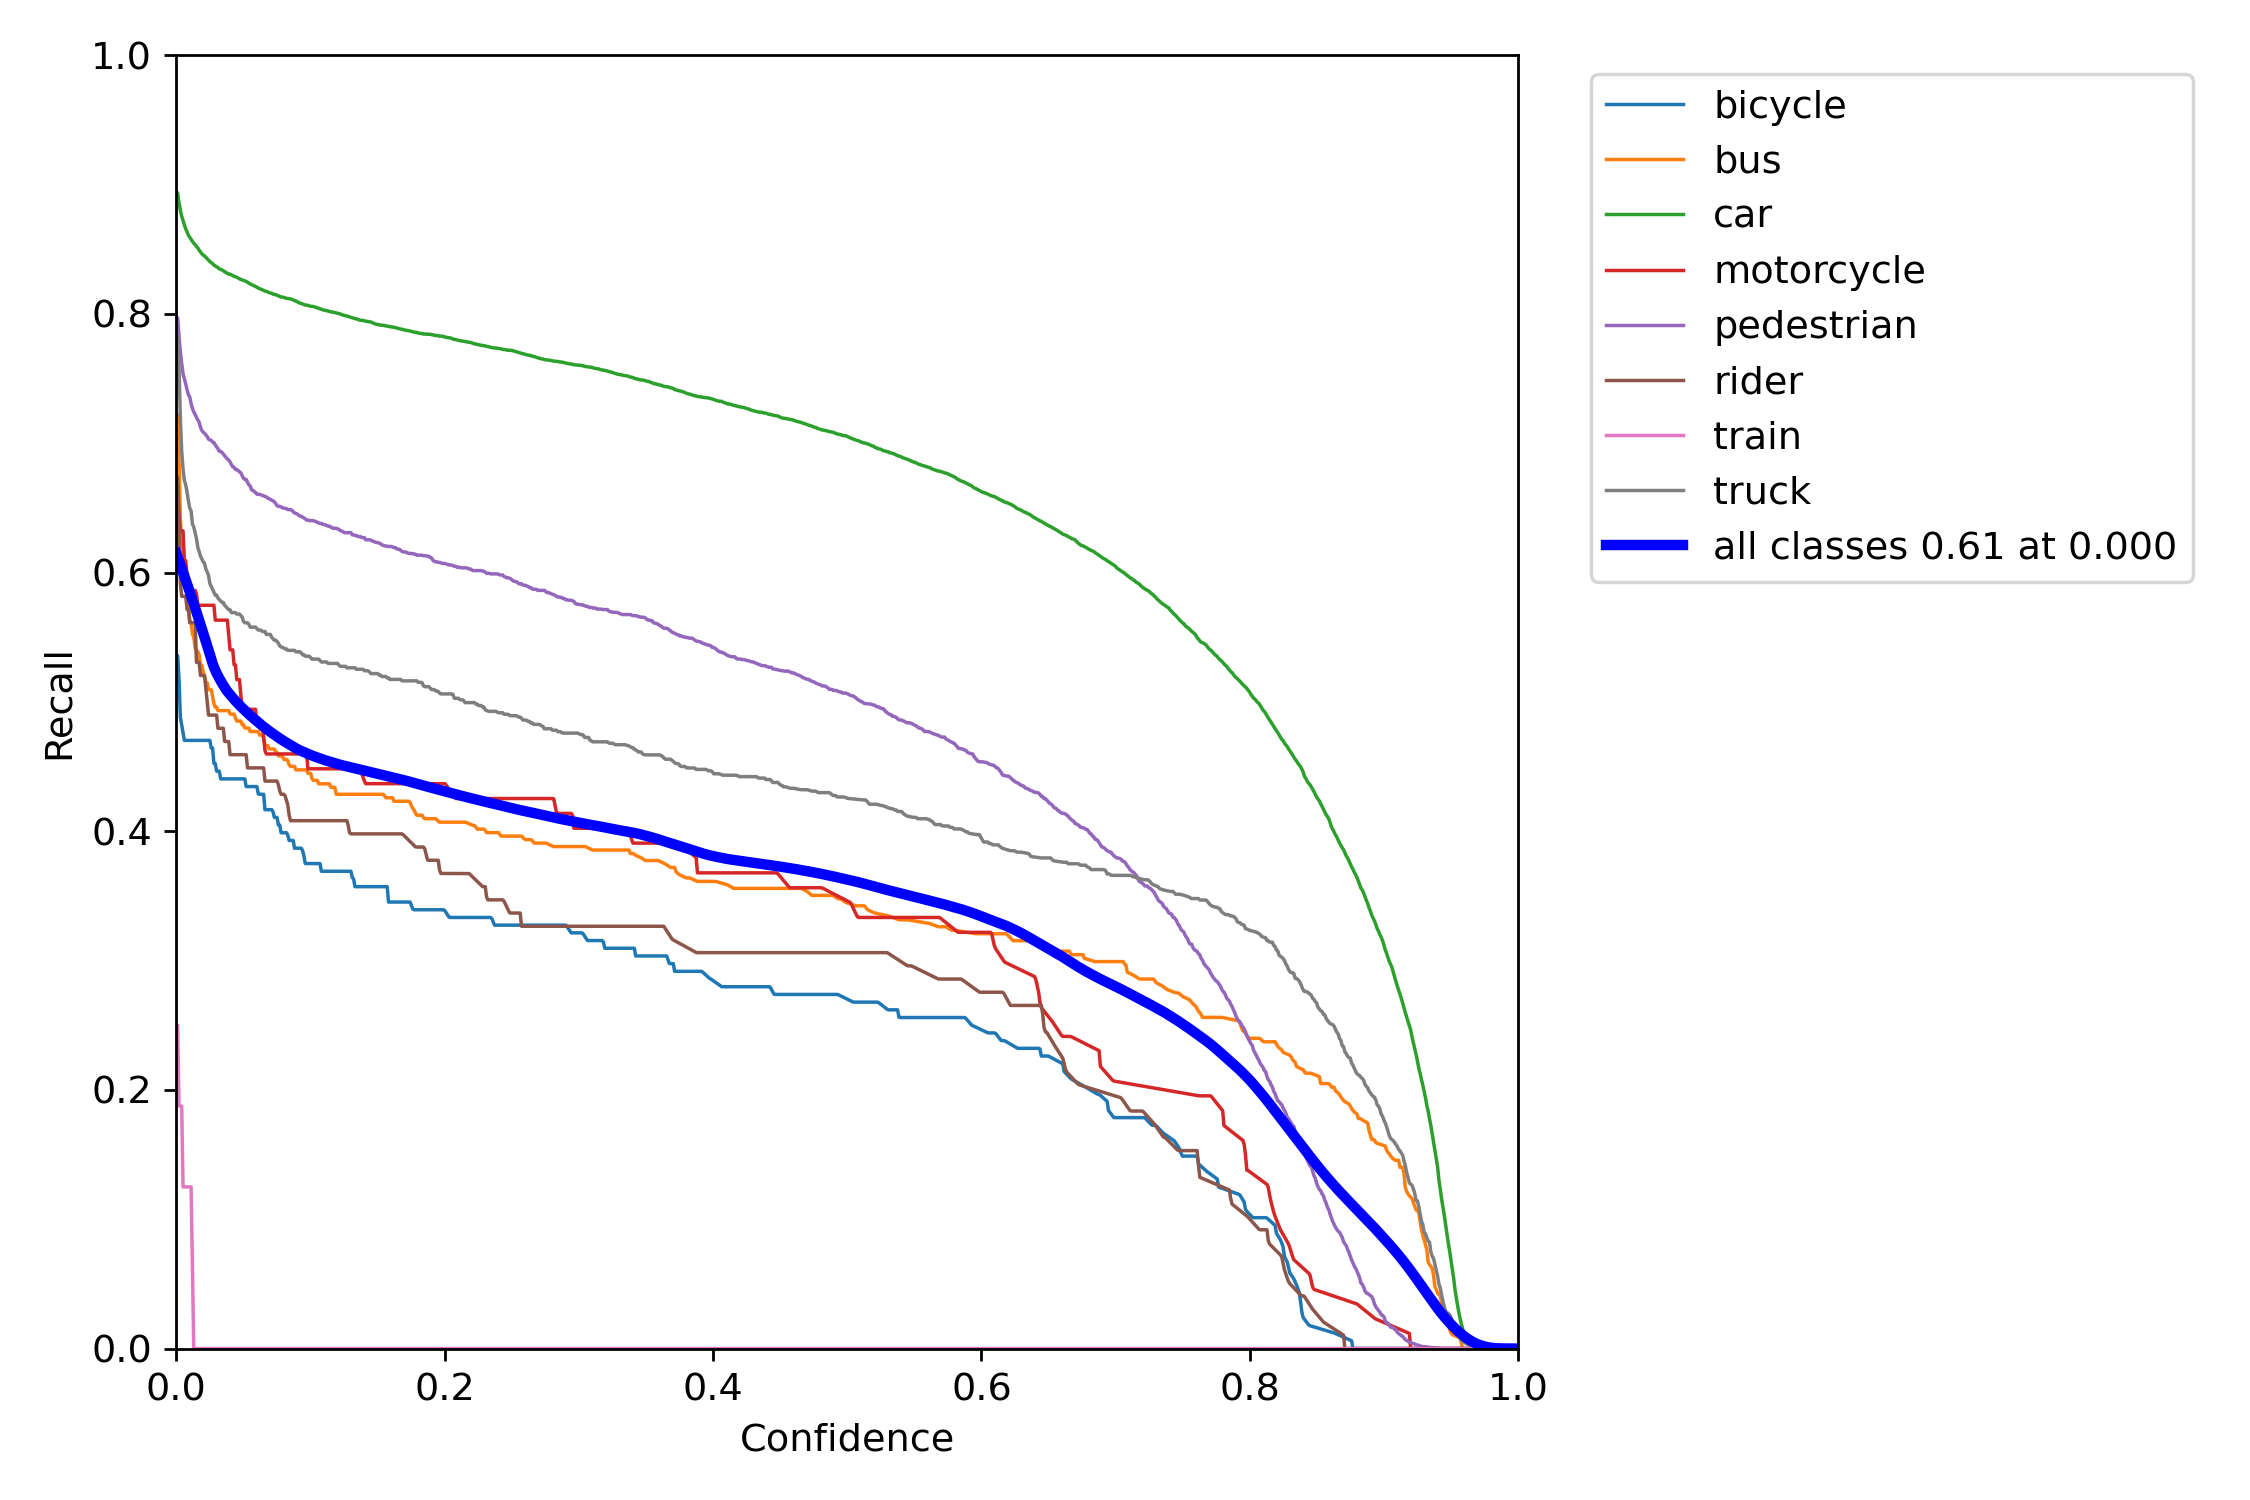 1.0
0.8
0.6
0.4
0.2
0.0
Recall
0.0 0.2 0.4 0.6 0.8 1.0
Confidence
bicycle
bus
car
motorcycle
pedestrian
rider
train
truck
all classes 0.61 at 0.000